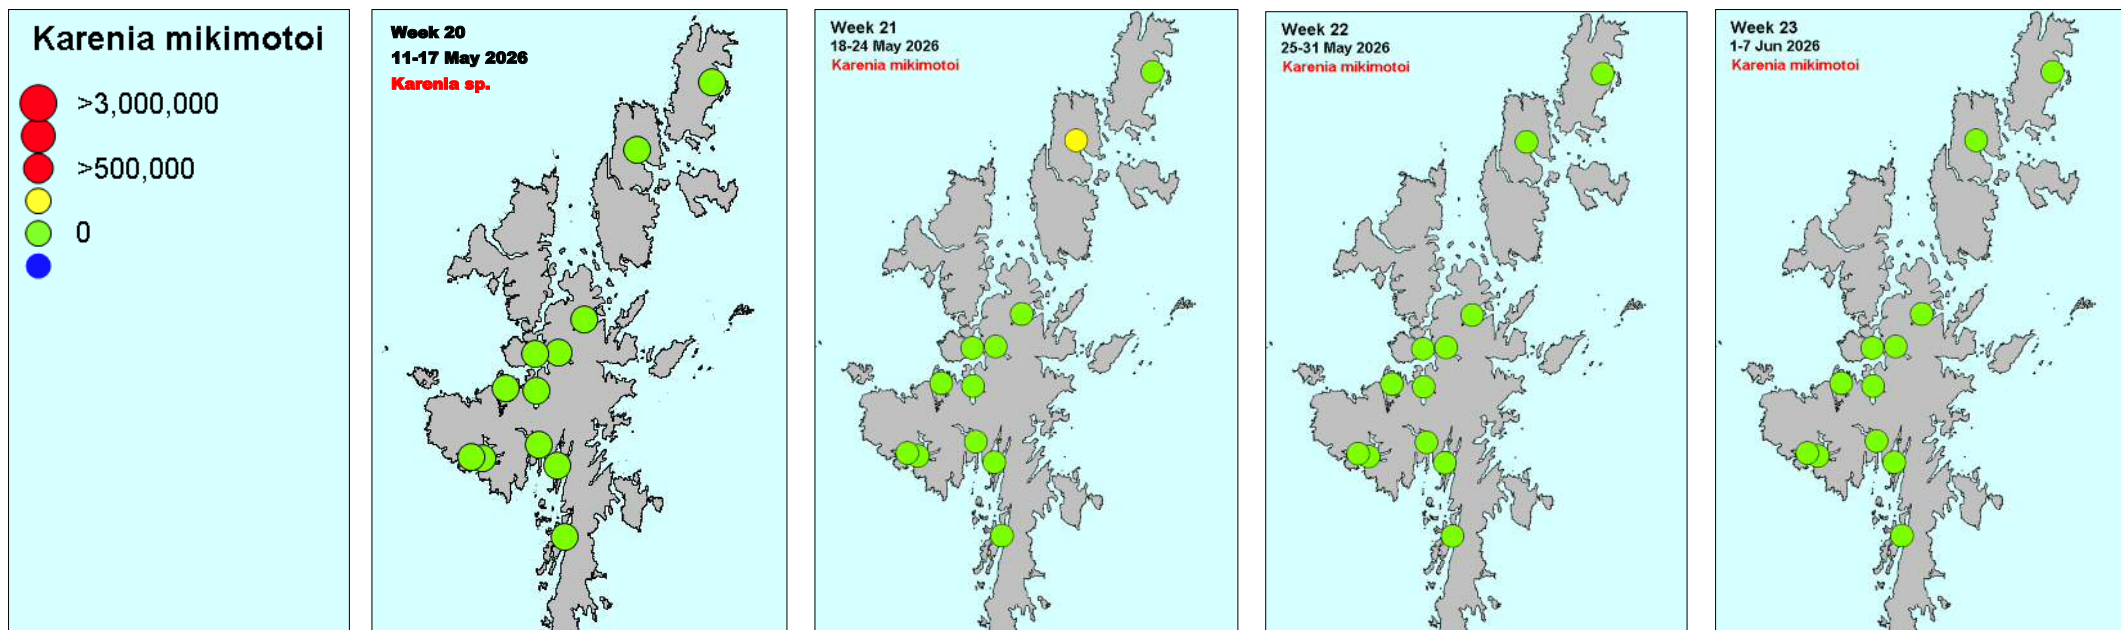 Karenia mikimotoi
>3,000,000
>500,000
0
Week 20
11-17 May 2026
Karenia sp.
Week 21
18-24 May 2026
Karenia mikimotoi
Week 22
25-31 May 2026
Karenia mikimotoi
Week 23
1-7 Jun 2026
Karenia mikimotoi